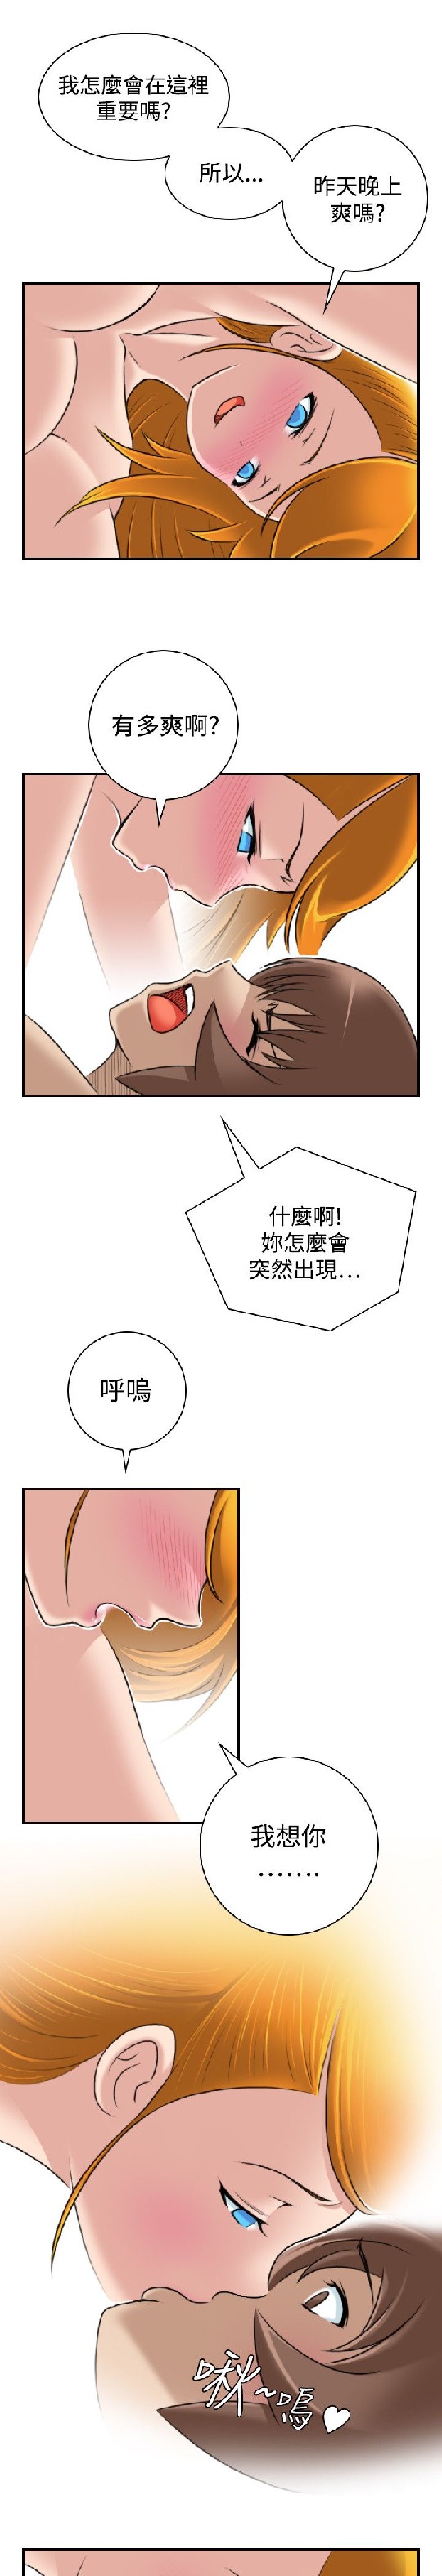 我怎麼會在這裡
重要嗎?
所以...
昨天晚上
爽嗎?
有多爽啊?
什麼啊!
妳怎麼會
突然出現...
呼嗚
我想你
.......
啾~嗚♡